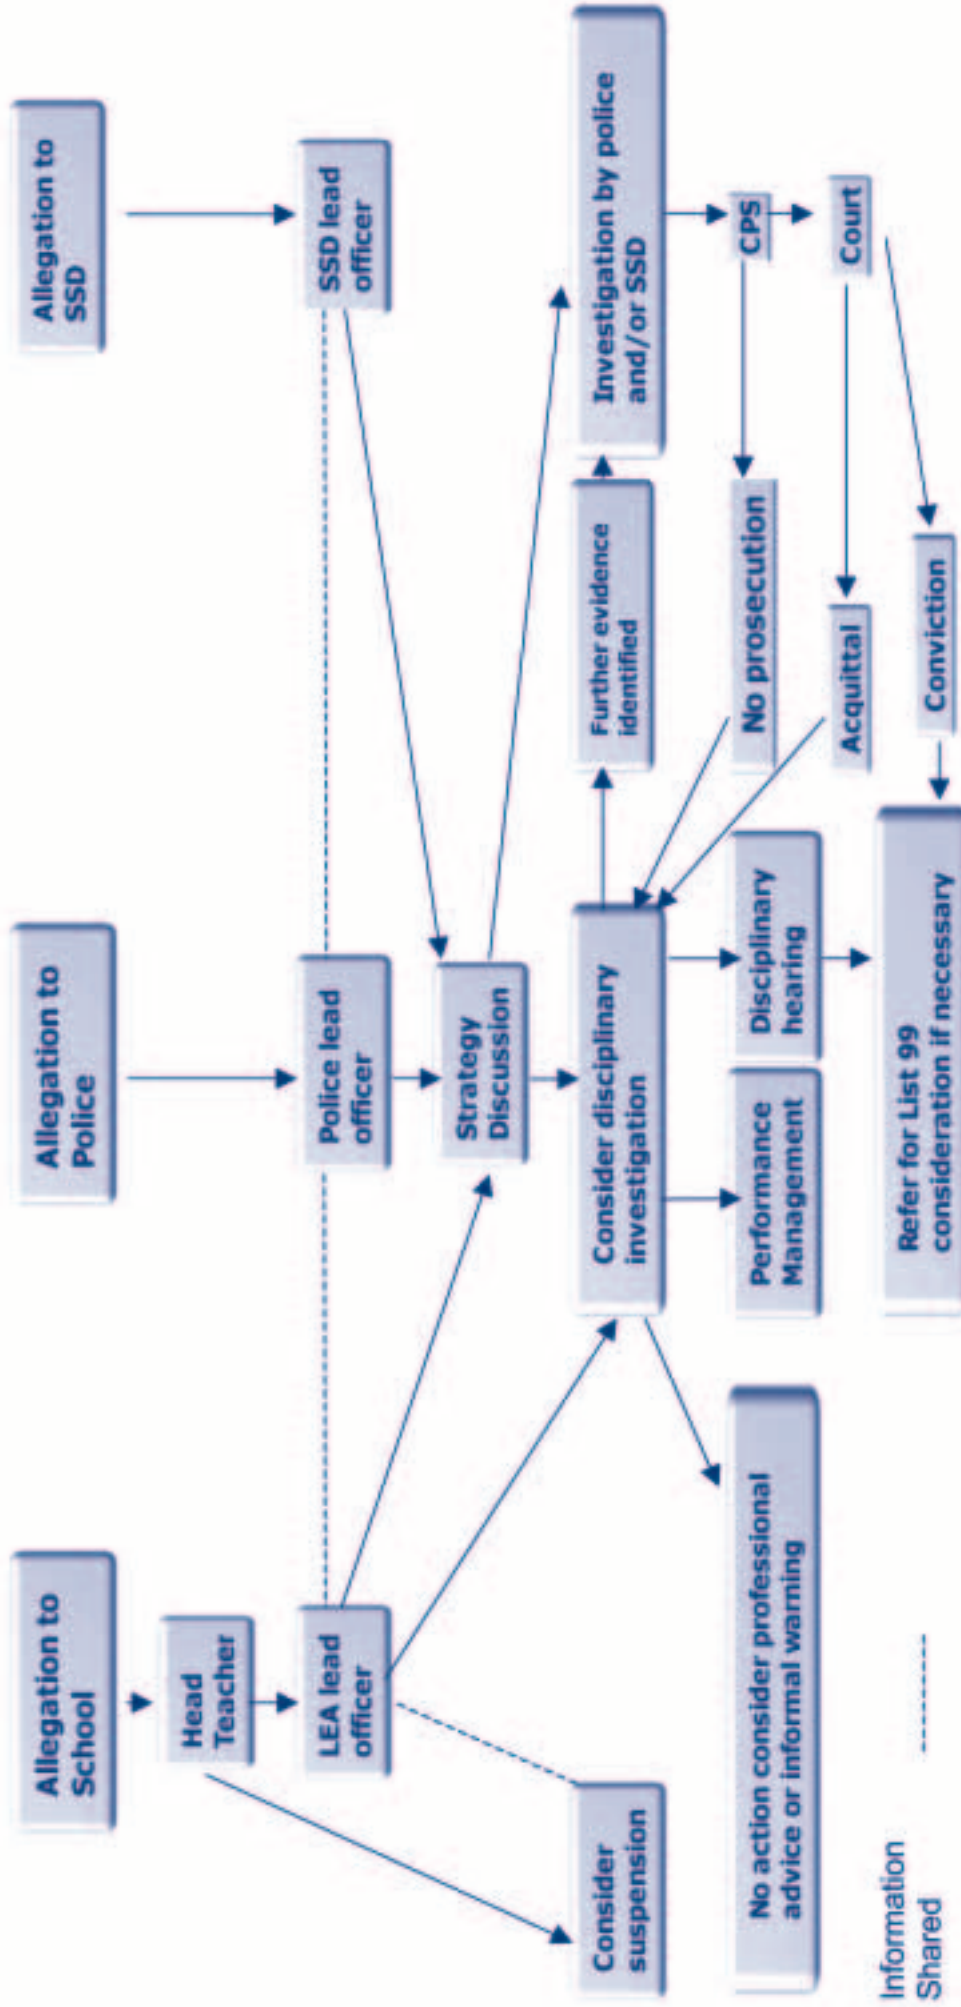 Allegation to
School
Allegation to
Police
Allegation to
SSD
Head
Teacher
LEA lead
officer
Police lead
officer
SSD lead
officer
Strategy
Discussion
Consider
suspension
Consider disciplinary
investigation
Further evidence
identified
Investigation by police
and/or SSD
No action consider professional
advice or informal warning
Performance
Management
Disciplinary
hearing
No prosecution
CPS
Acquittal
Court
Refer for List 99
consideration if necessary
Conviction
Information
Shared